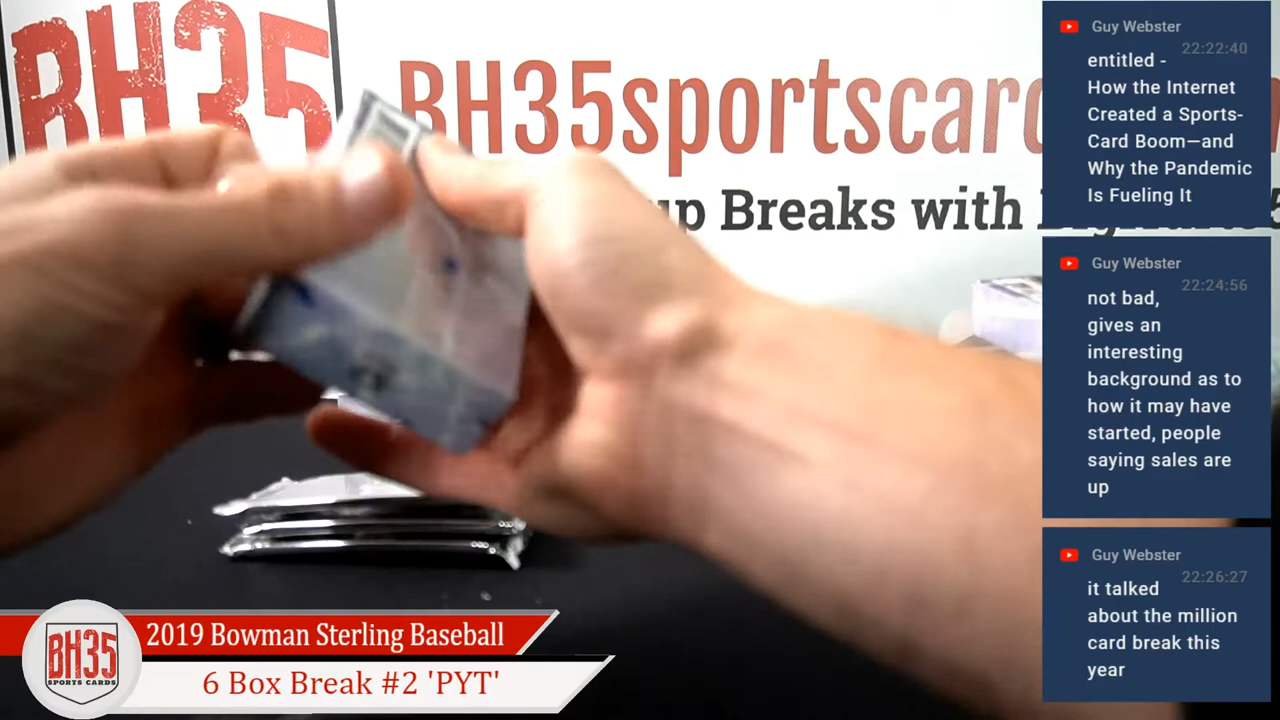 BH35
BH35sportscard
up Breaks with
Guy Webster
22:22:40
entitled -
How the Internet
Created a Sports-
Card Boom—and
Why the Pandemic
Is Fueling It
Guy Webster
22:24:56
not bad,
gives an
interesting
background as to
how it may have
started, people
saying sales are
up
Guy Webster
22:26:27
it talked
about the million
card break this
year
BH35
SPORTS CARDS
2019 Bowman Sterling Baseball
6 Box Break #2 'PYT'